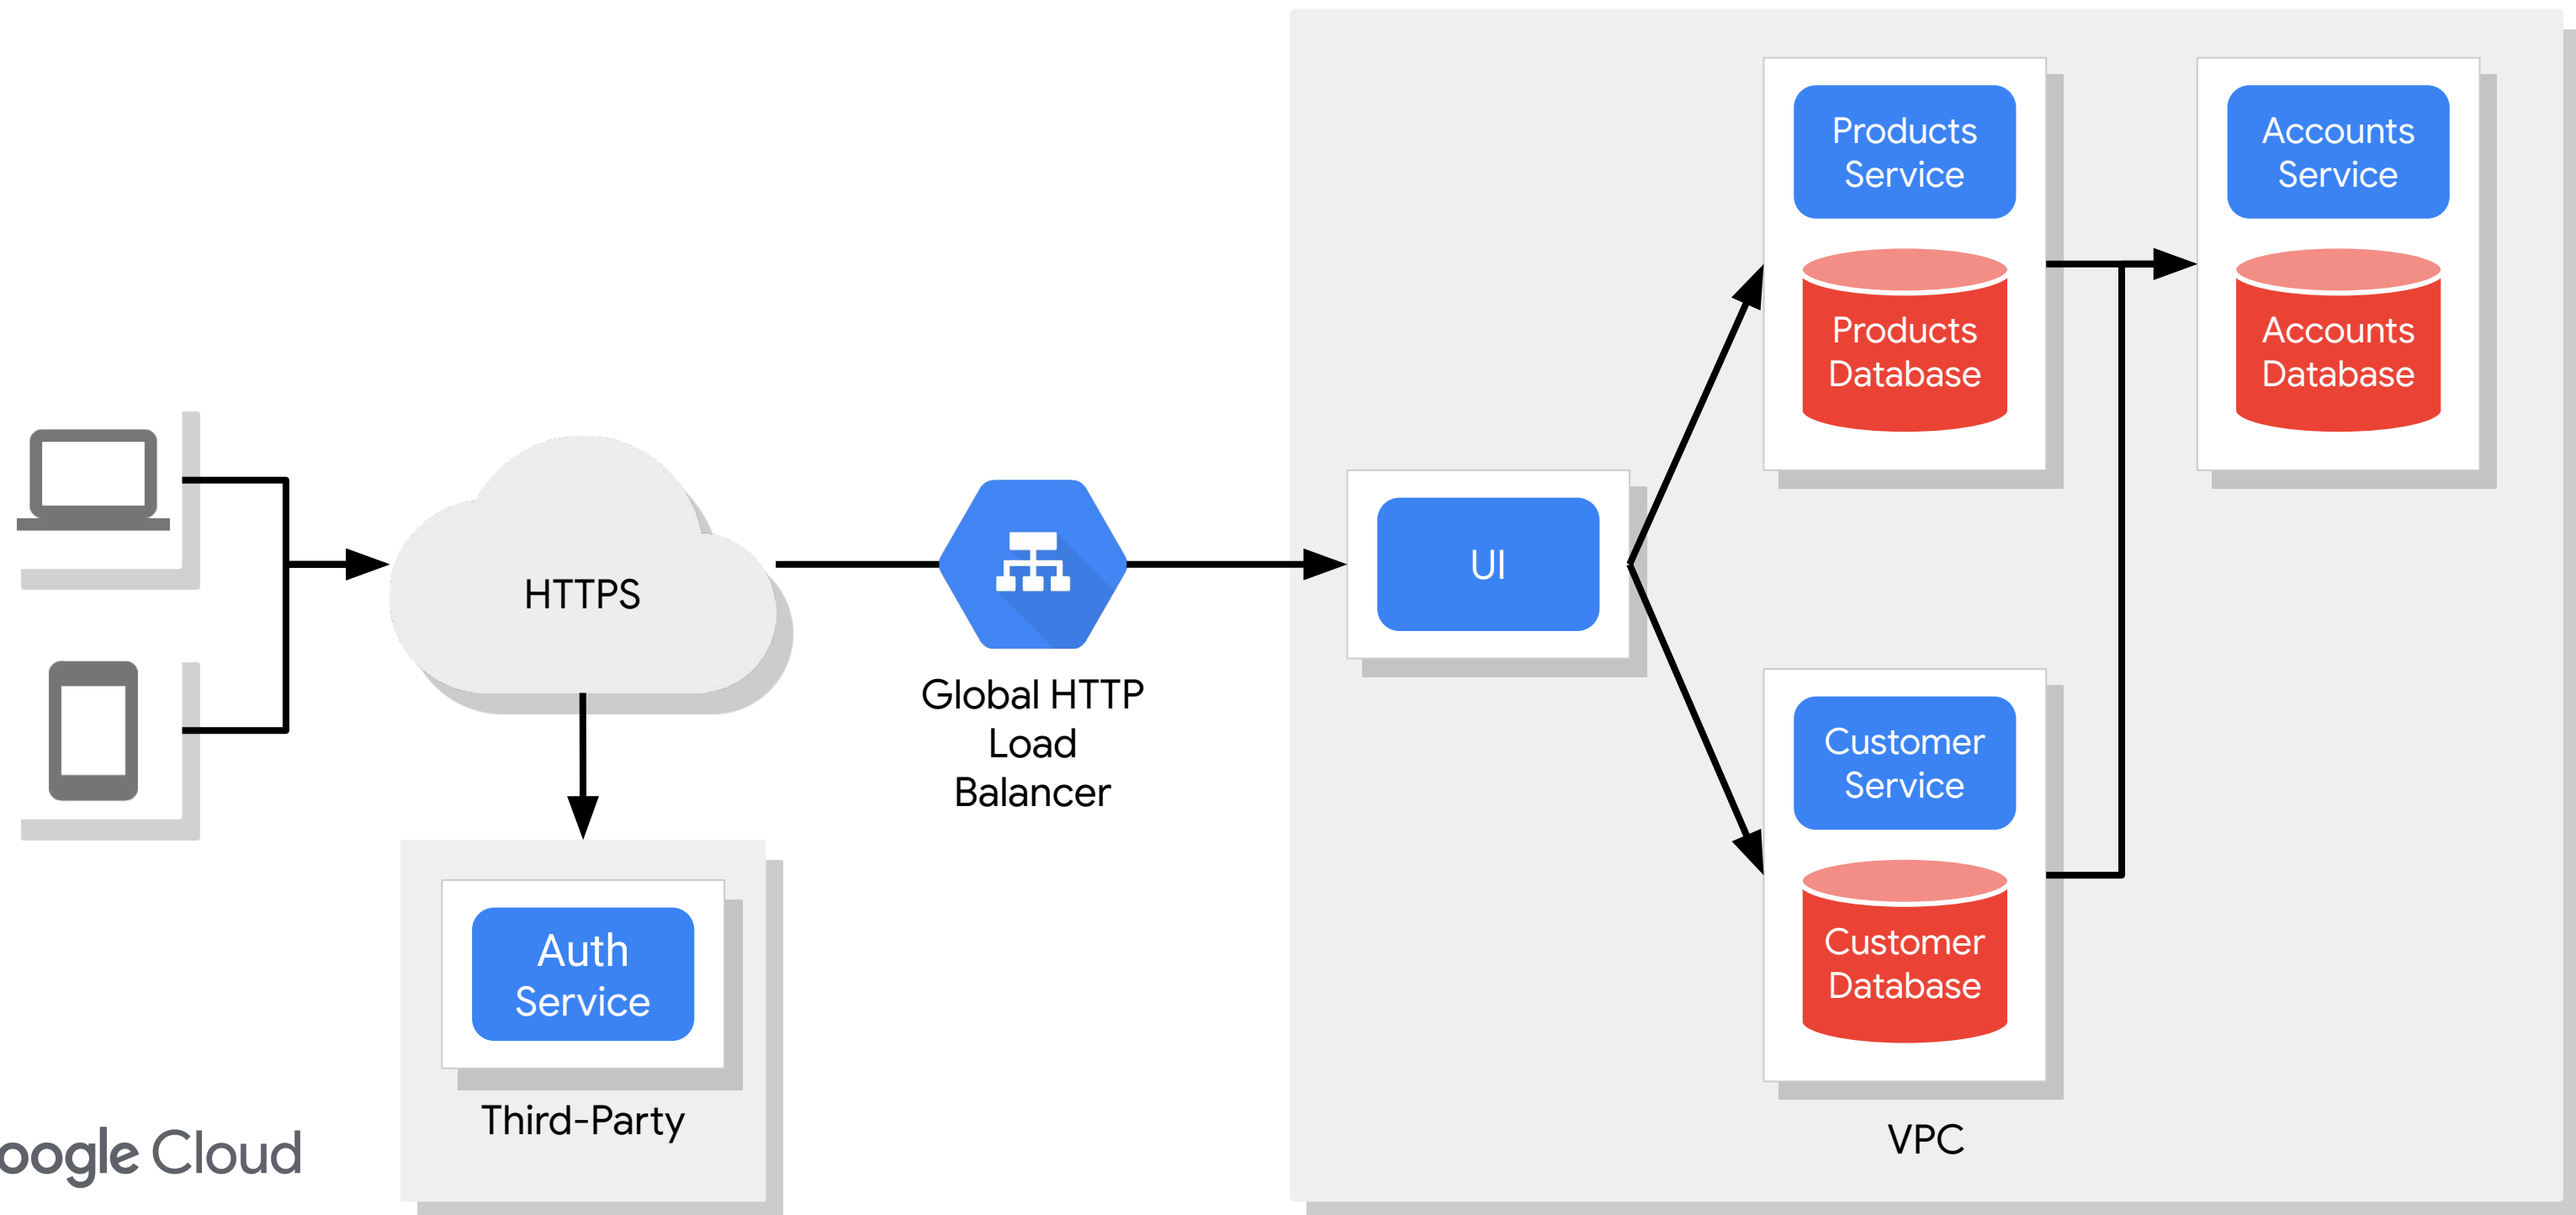 Products
Service
Products
Database
Accounts
Service
Accounts
Database
HTTPS
Global HTTP
Load
Balancer
UI
Customer
Service
Customer
Database
Auth
Service
Third-Party
VPC
oogle Cloud